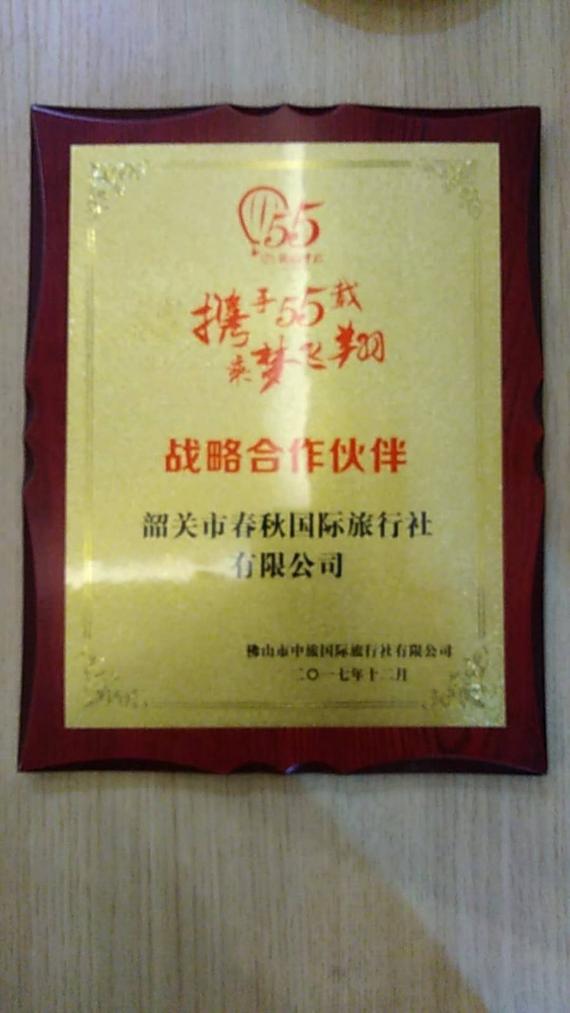 55
携手55载
乘梦飞翔
战略合作伙伴
韶关市春秋国际旅行社
有限公司
佛山市中旅国际旅行社有限公司
二〇一七年十二月